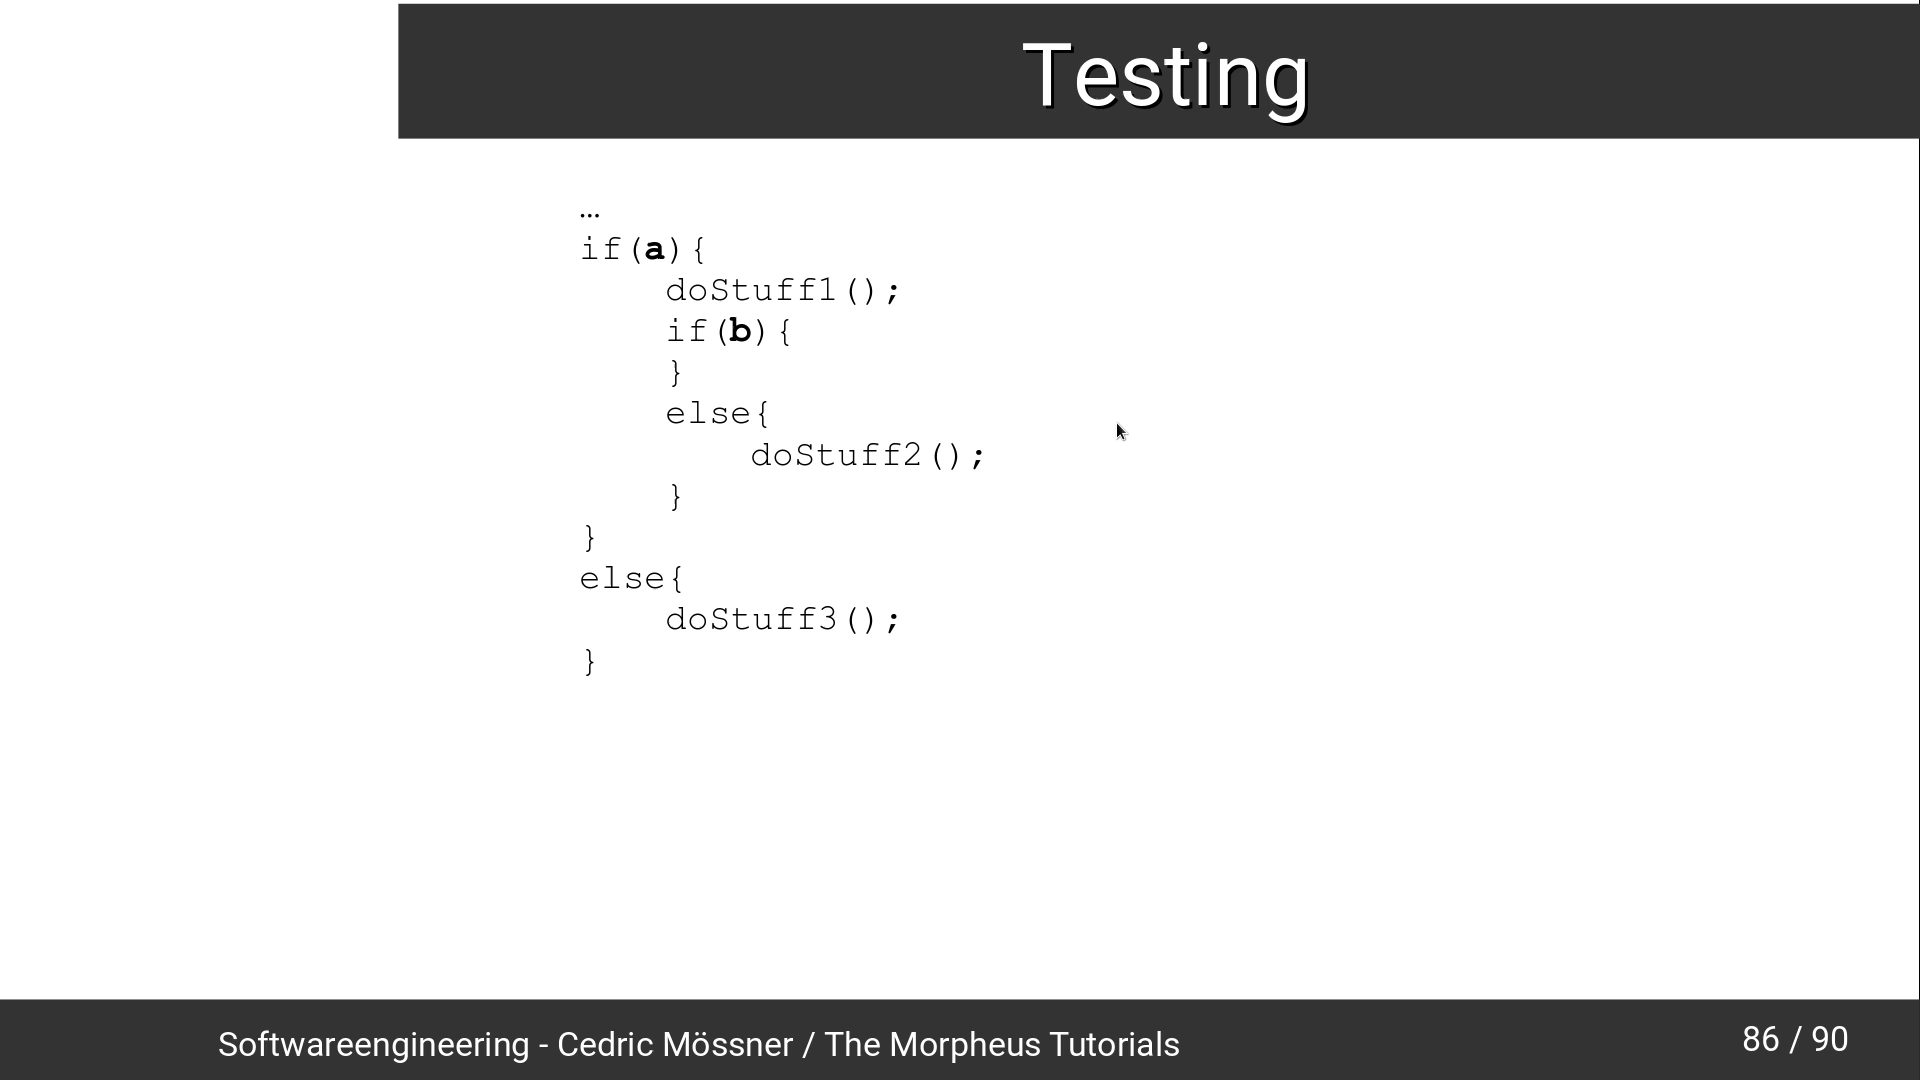 Testing
...
if(a){
doStuff1();
if(b){
}
else{
doStuff2();
}
}
else{
doStuff3();
}
Softwareengineering - Cedric Mössner / The Morpheus Tutorials
86 / 90